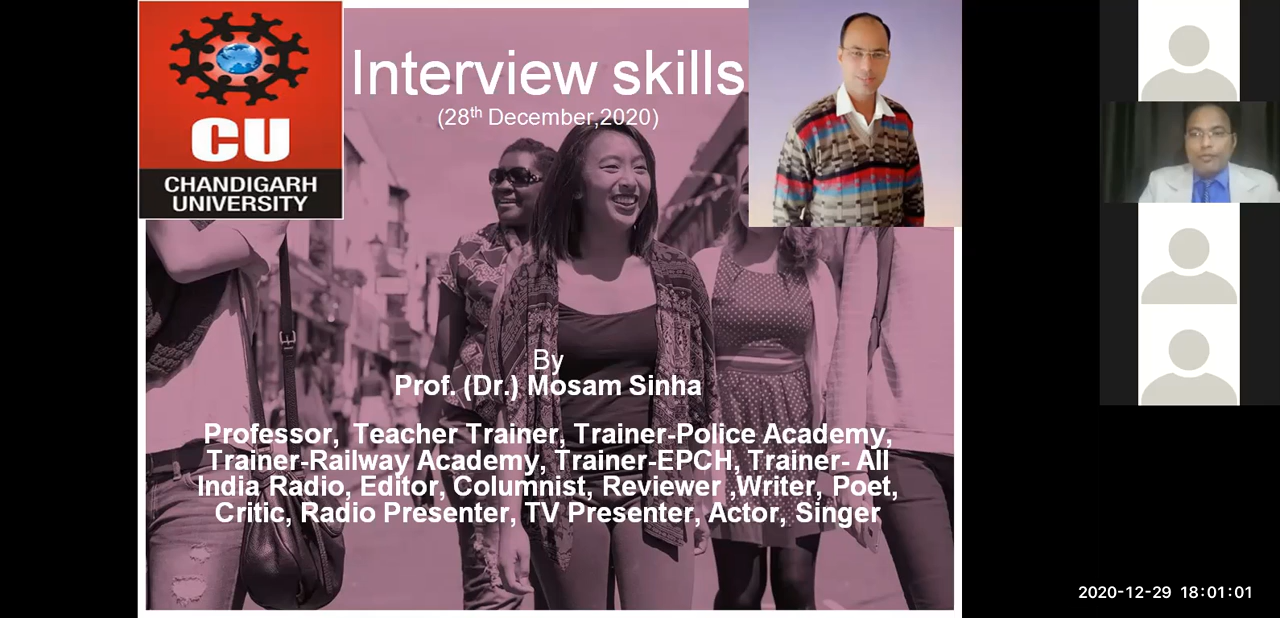 CU
CHANDIGARH
UNIVERSITY
Interview skills
(28th December,2020)
By
Prof. (Dr.) Mosam Sinha
Professor, Teacher Trainer, Trainer-Police Academy,
Trainer-Railway Academy, Trainer-EPCH, Trainer- All
India Radio, Editor, Columnist, Reviewer ,Writer, Poet,
Critic, Radio Presenter, TV Presenter, Actor, Singer
2020-12-29 18:01:01